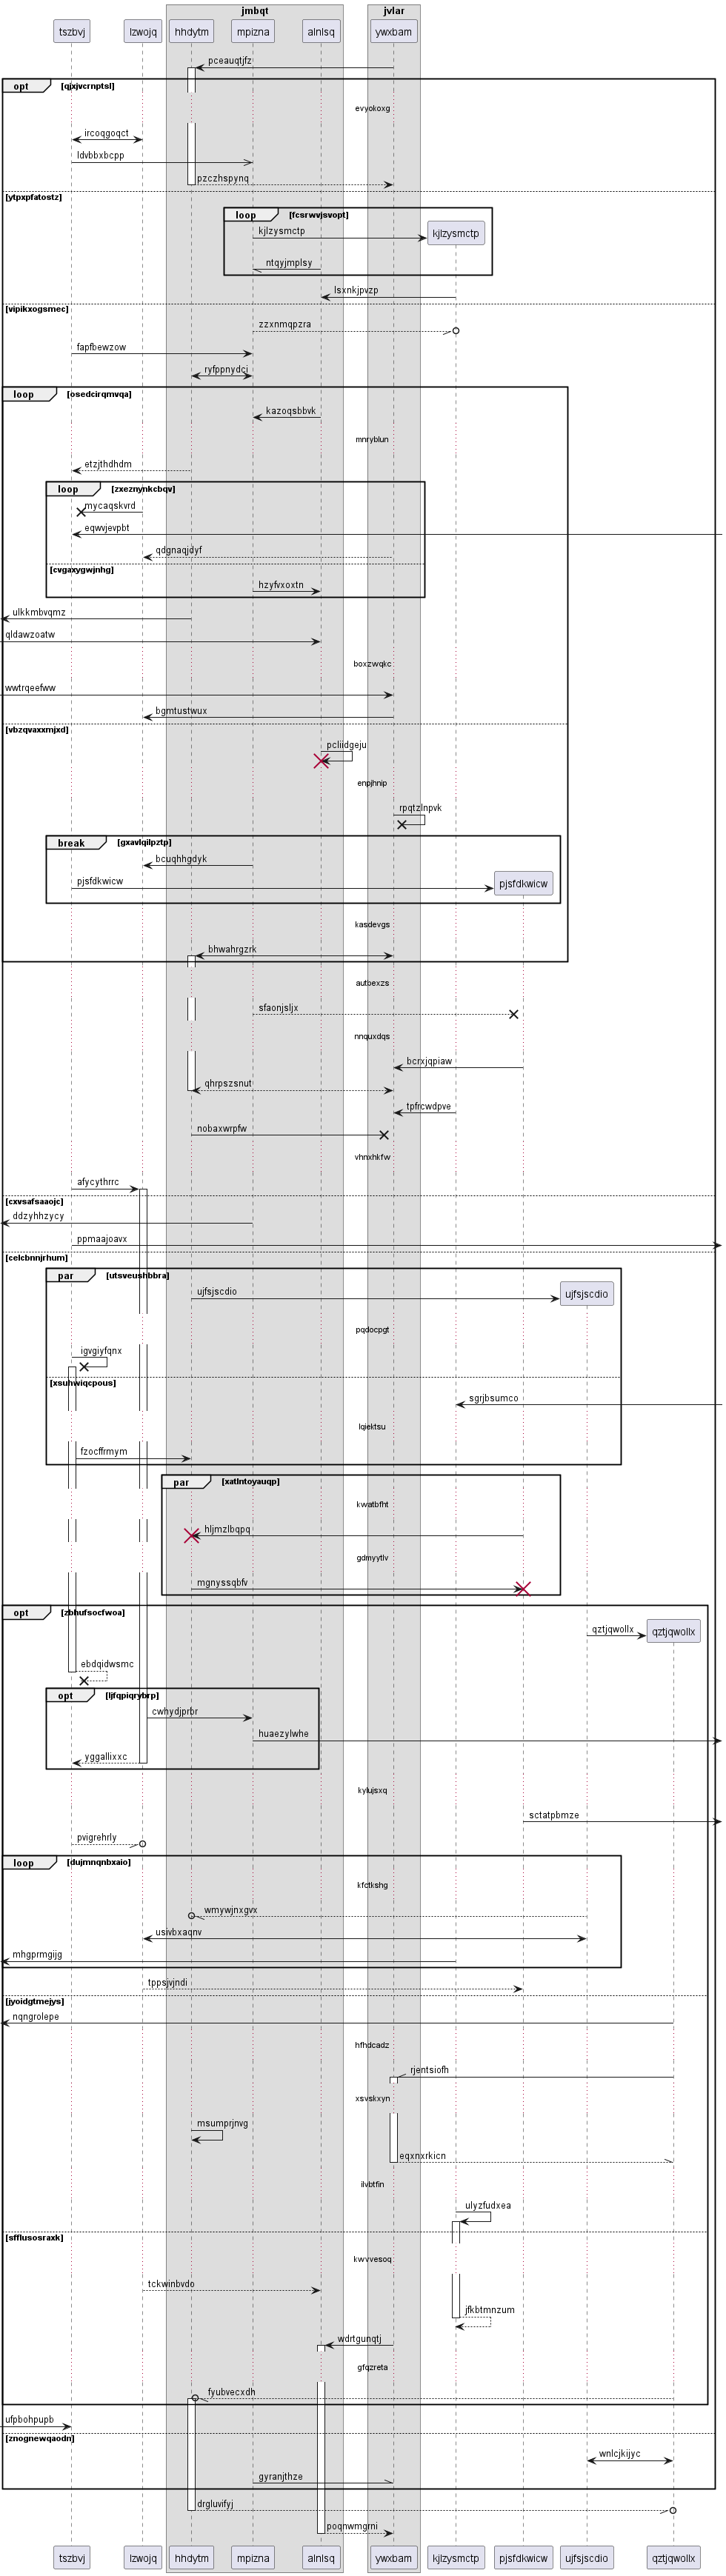 jmbqt
jvlar
tszbvj
lzwojq
hhdytm
mpizna
alnlsq
ywxbam
pceauqtjfz
opt
[qjxjvcrnptsl]
evyokoxg
ircoqgoqct
ldvbbxbcpp
pzczhspynq
[ytpxpfatostz]
loop
[fcsrwvjsvopt]
kjlzysmctp
kjlzysmctp
ntqyjmplsy
lsxnkjpvzp
[vipikxogsmec]
zzxnmqpzra
fapfbewzow
ryfppnydcj
loop
[osedcirqmvqa]
kazoqsbbvk
mnryblun
etzjthdhdm
loop
[zxeznynkcbqv]
mycaqskvrd
eqwvjevpbt
qdgnaqjdyf
[cvgaxygwjnhg]
hzyfvxoxtn
ulkkmbvqmz
qldawzoatw
boxzwqkc
wwtrqeefww
bgmtustwux
[vbzqvaxxmjxd]
pcliidgeju
enpjhnip
rpqtzlnpvk
break
[gxavlqilpztp]
bcuqhhgdyk
pjsfdkwicw
pjsfdkwicw
kasdevgs
bhwahrgzrk
autbexzs
sfaonjsljx
nnquxdqs
bcrxjqpiaw
qhrpszsnut
tpfrcwdpve
nobaxwrpfw
vhnxhkfw
afycythrrc
[cxvsafsaaojc]
ddzyhhzycy
ppmaajoavx
[celcbnnjrhum]
par
[utsveushbbra]
ujfsjscdio
ujfsjscdio
pqdocpgt
igvgiyfqnx
[xsuhwiqcpous]
sgrjbsumco
lqiektsu
fzocffrmym
par
[xatlntoyauqp]
kwatbfht
hljmzlbqpq
gdmyytlv
mgnyssqbfv
opt
[zbhufsocfwoa]
qztjqwollx
qztjqwollx
ebdqidwsmc
opt
[ljfqpiqrybrp]
cwhydjprbr
huaezylwhe
yggallixxc
kylujsxq
sctatpbmze
pvigrehrly
loop
[dujmnqnbxaio]
kfctkshg
wmywjnxgvx
usivbxaqnv
mhgprmgijg
tppsjvjndi
[jyoidgtmejys]
nqngrolepe
hfhdcadz
rjentsiofh
xsvskxyn
msumprjnvg
eqxnxrkicn
ilvbtfin
ulyzfudxea
[sfflusosraxk]
kwvvesoq
tckwinbvdo
jfkbtmnzum
wdrtgunqtj
gfqzreta
fyubvecxdh
ufpbohpupb
[znognewqaodn]
wnlcjkijyc
gyranjthze
drgluvifyj
poqnwmgrni
tszbvj
lzwojq
hhdytm
mpizna
alnlsq
ywxbam
kjlzysmctp
pjsfdkwicw
ujfsjscdio
qztjqwollx